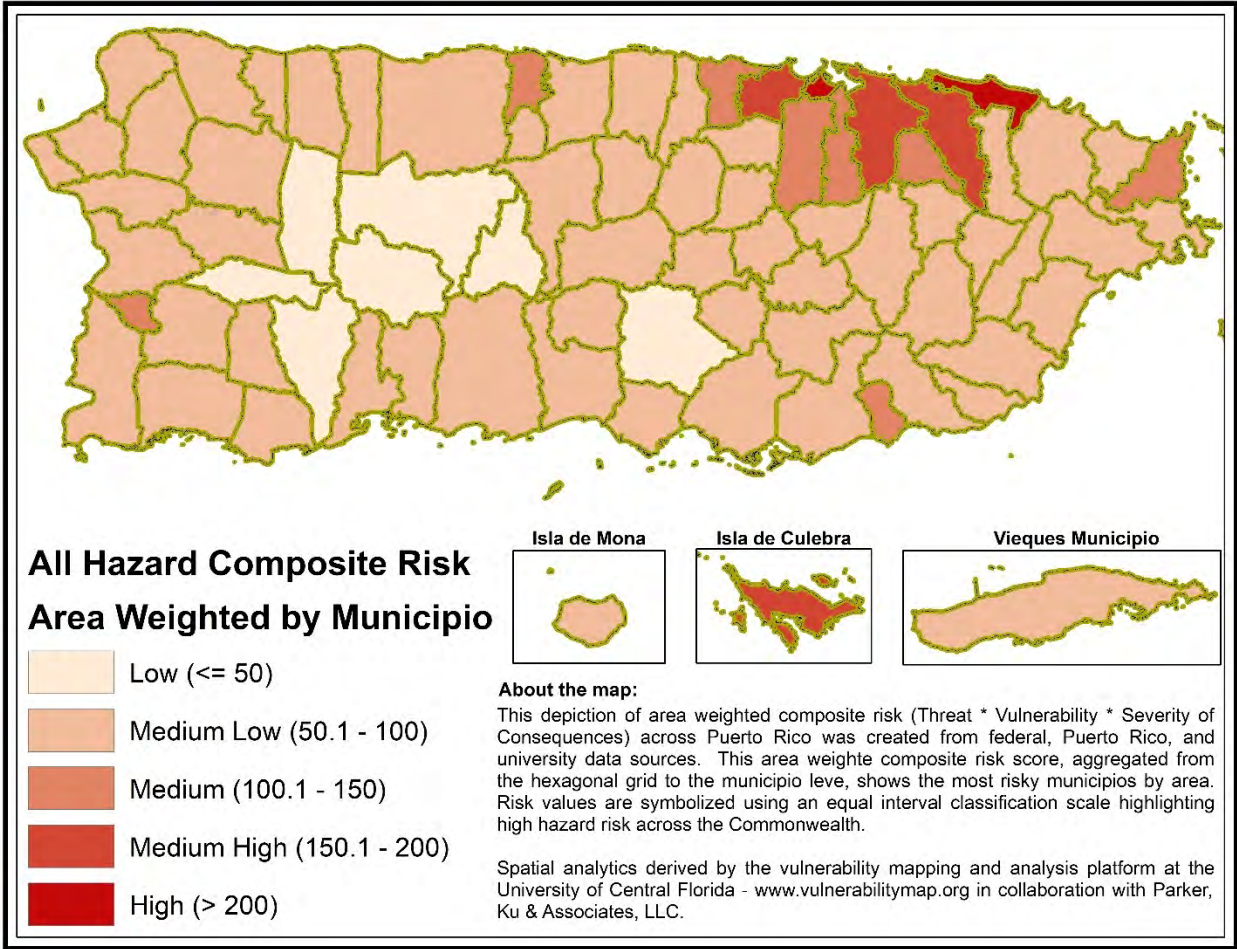 Isla de Mona
Isla de Culebra
Vieques Municipio
All Hazard Composite Risk
Area Weighted by Municipio
Low (<= 50)
Medium Low (50.1 - 100)
Medium (100.1 - 150)
Medium High (150.1 - 200)
High (> 200)
About the map:
This depiction of area weighted composite risk (Threat * Vulnerability * Severity of
Consequences) across Puerto Rico was created from federal, Puerto Rico, and
university data sources. This area weighte composite risk score, aggregated from
the hexagonal grid to the municipio leve, shows the most risky municipios by area.
Risk values are symbolized using an equal interval classification scale highlighting
high hazard risk across the Commonwealth.
Spatial analytics derived by the vulnerability mapping and analysis platform at the
University of Central Florida - www.vulnerabilitymap.org in collaboration with Parker,
Ku & Associates, LLC.